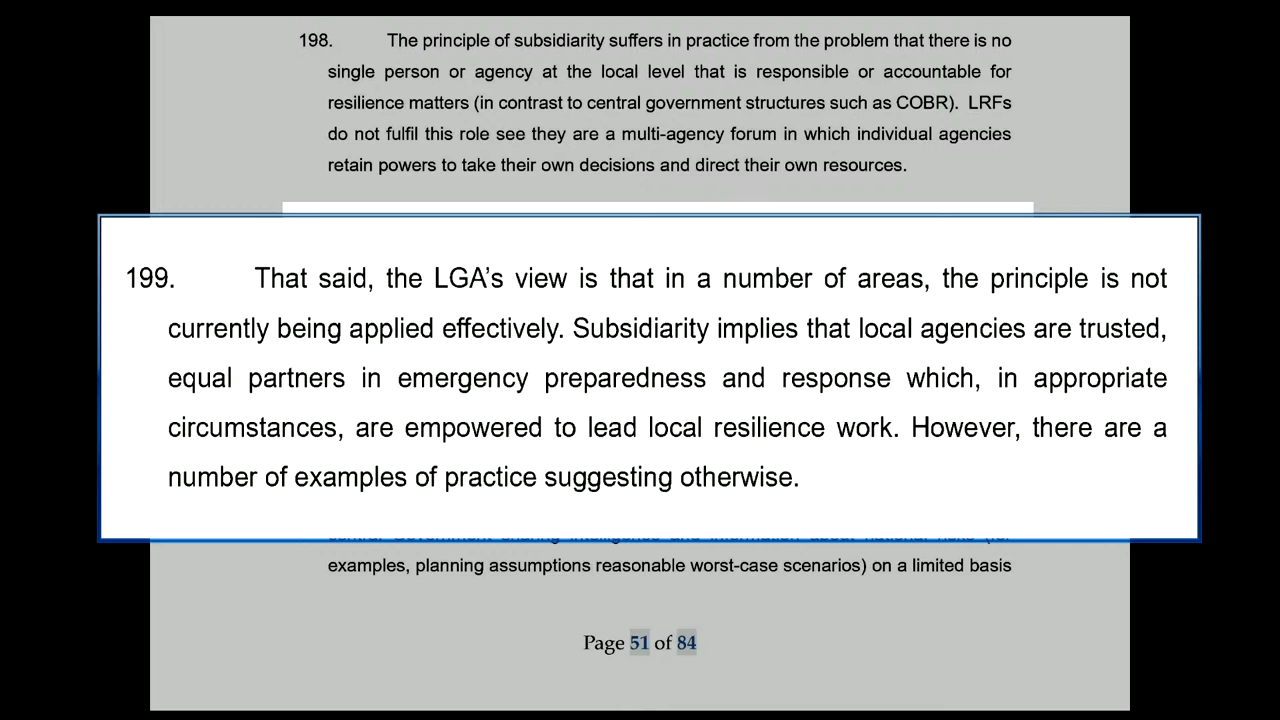 198. The principle of subsidiarity suffers in practice from the problem that there is no
single person or agency at the local level that is responsible or accountable for
resilience matters (in contrast to central government structures such as COBR). LRFs
do not fulfil this role see they are a multi-agency forum in which individual agencies
retain powers to take their own decisions and direct their own resources.
199. That said, the LGA’s view is that in a number of areas, the principle is not
currently being applied effectively. Subsidiarity implies that local agencies are trusted,
equal partners in emergency preparedness and response which, in appropriate
circumstances, are empowered to lead local resilience work. However, there are a
number of examples of practice suggesting otherwise.
examples, planning assumptions reasonable worst-case scenarios) on a limited basis
Page 51 of 84